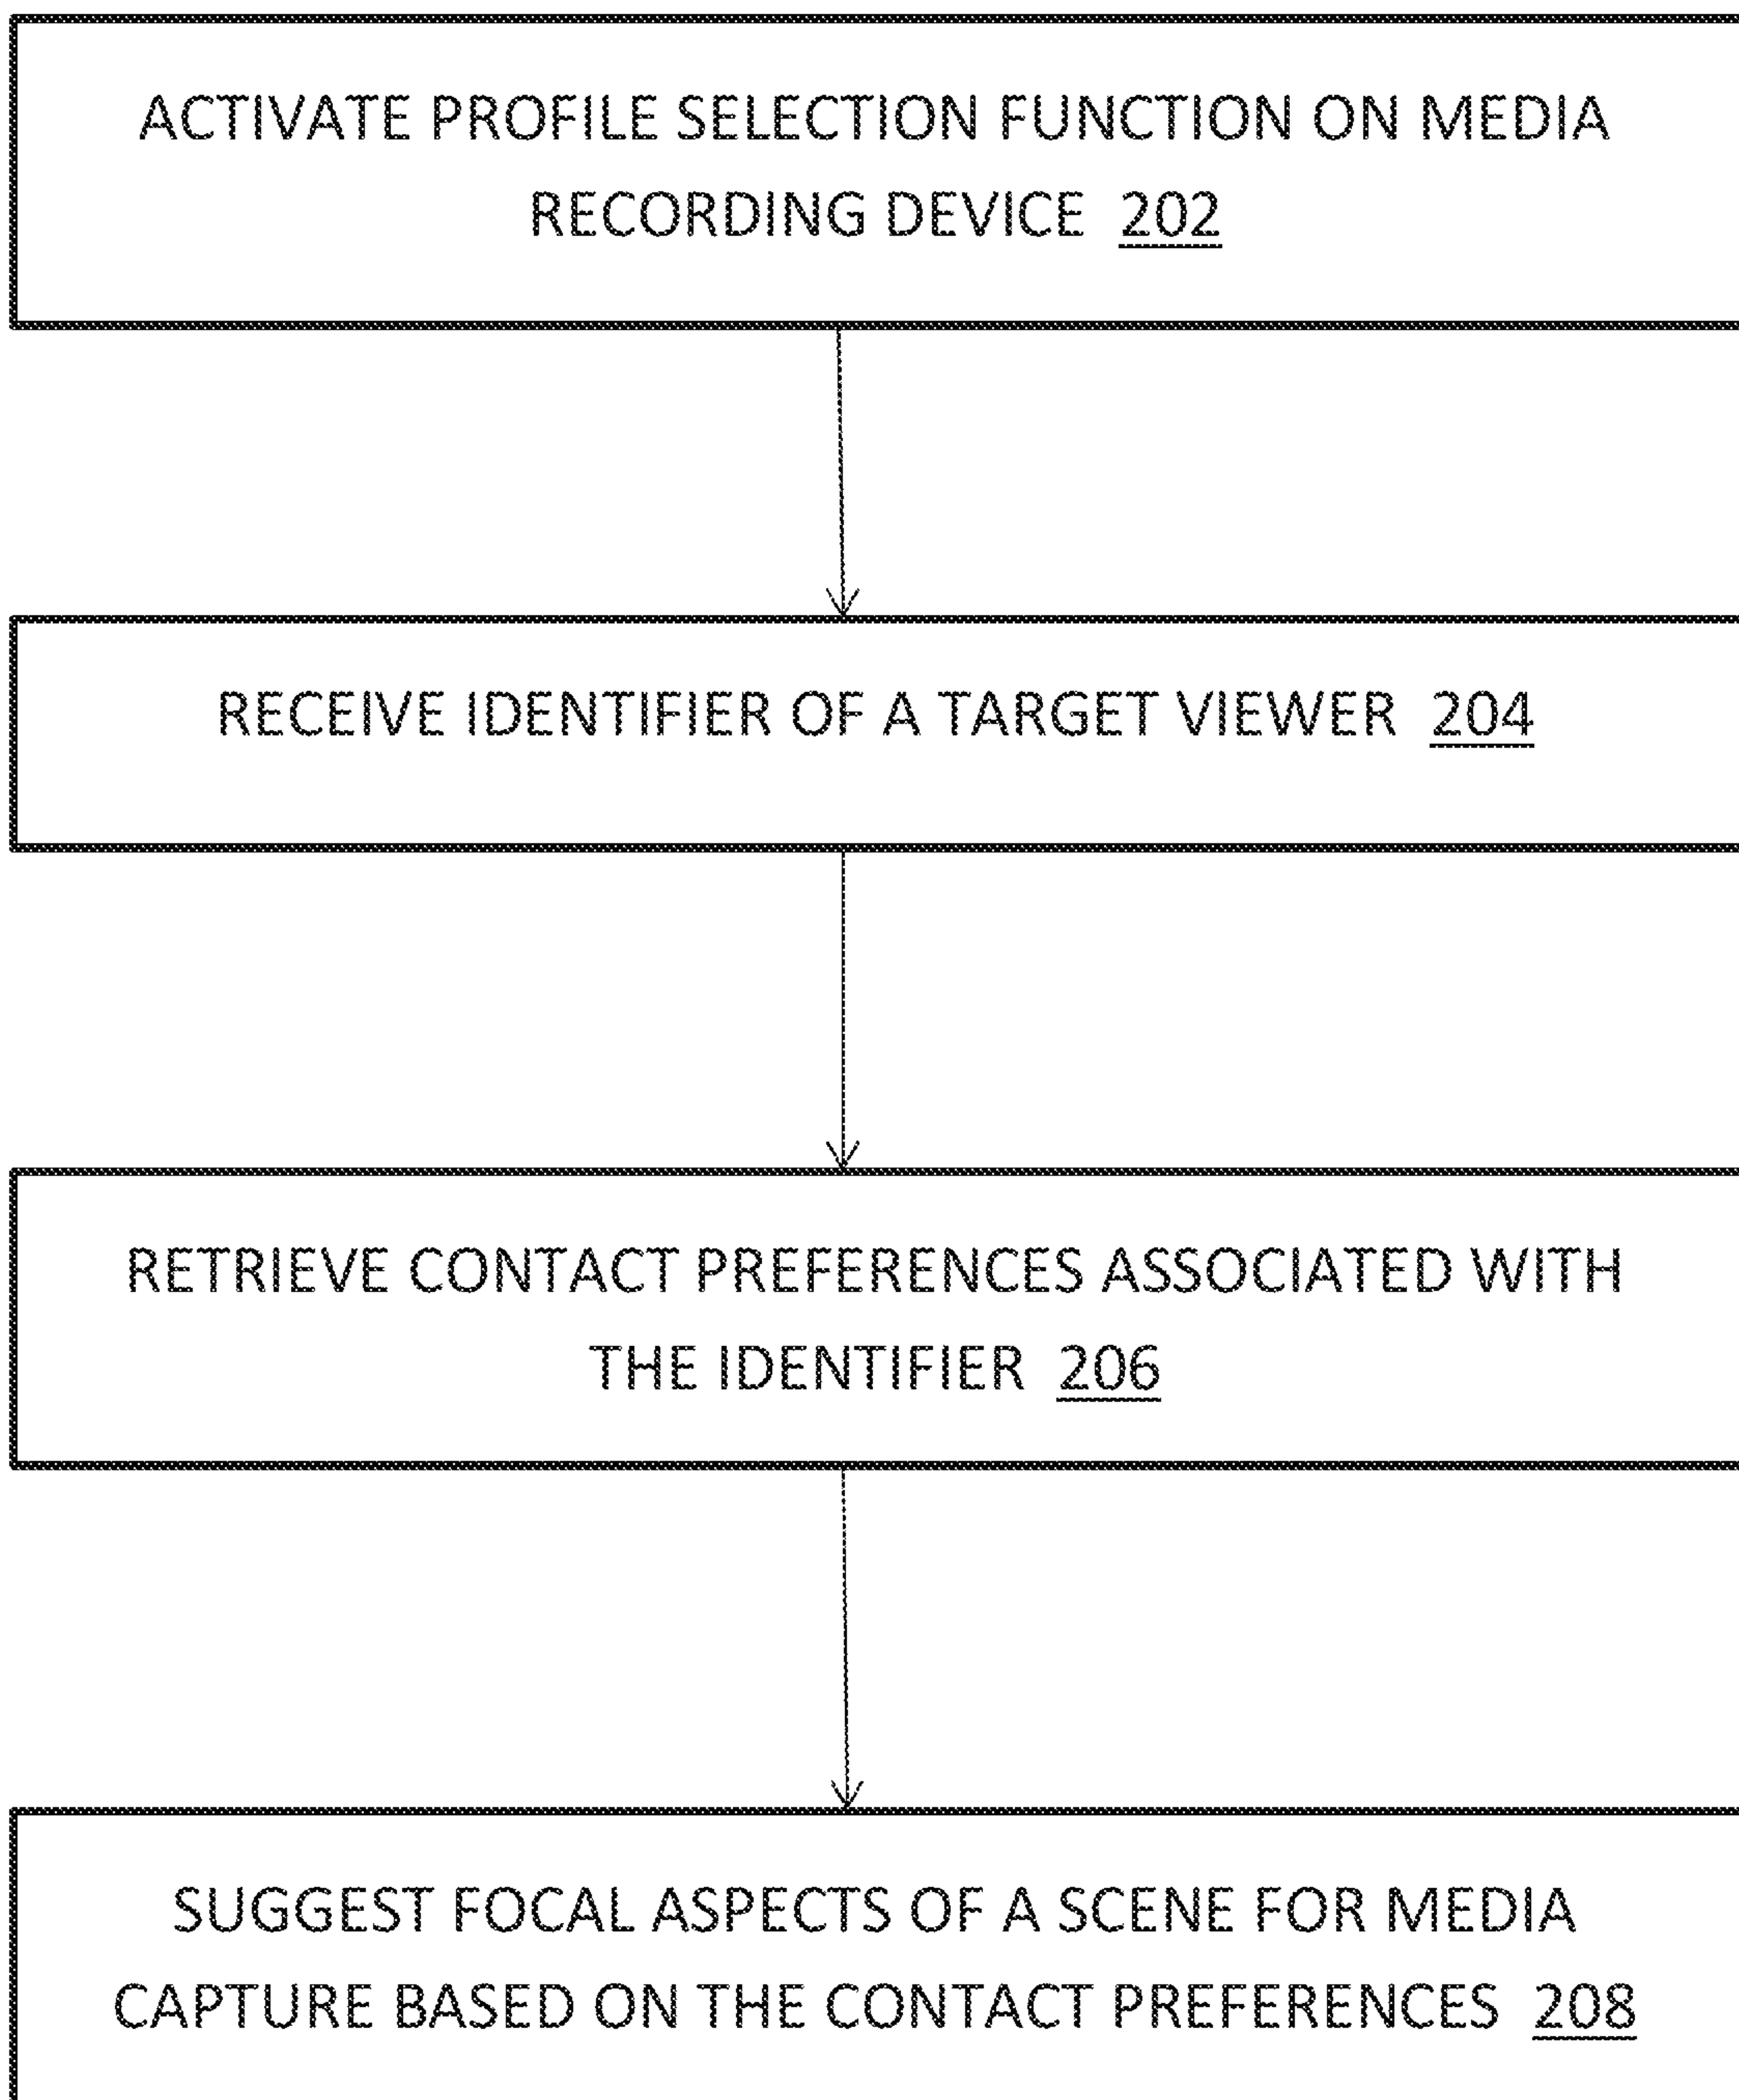 ACTIVATE PROFILE SELECTION FUNCTION ON MEDIA
RECORDING DEVICE 202
RECEIVE IDENTIFIER OF A TARGET VIEWER 204
RETRIEVE CONTACT PREFERENCES ASSOCIATED WITH
THE IDENTIFIER 206
SUGGEST FOCAL ASPECTS OF A SCENE FOR MEDIA
CAPTURE BASED ON THE CONTACT PREFERENCES 208